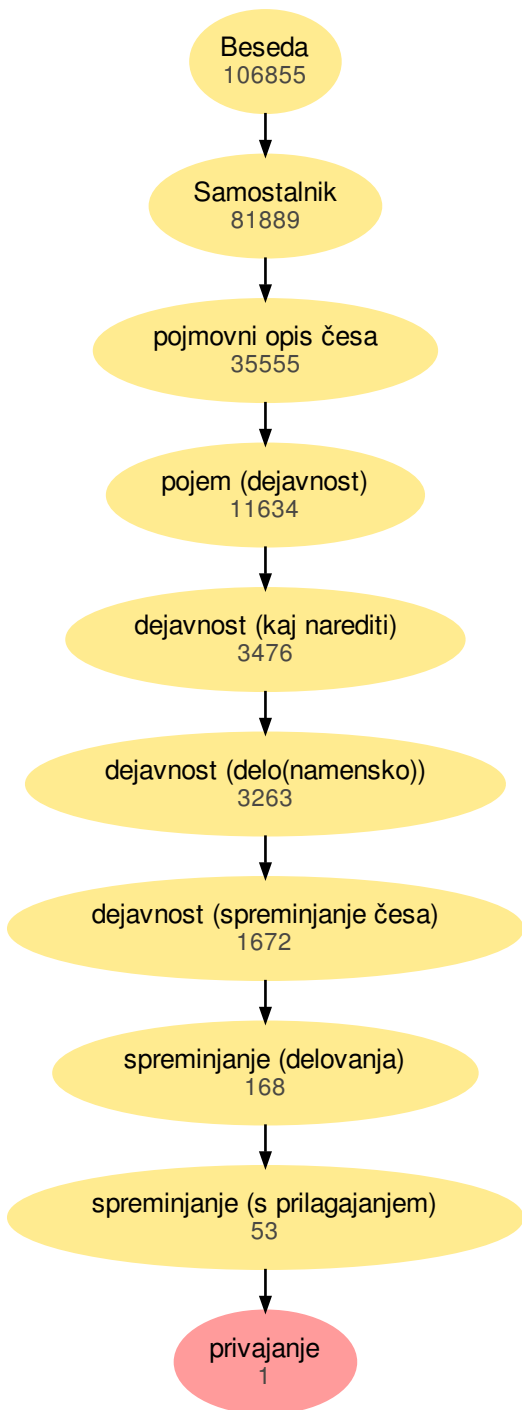 Beseda
106855
Samostalnik
81889
pojmovni opis česa
35555
pojem (dejavnost)
11634
dejavnost (kaj narediti)
3476
dejavnost (delo(namensko))
3263
dejavnost (spreminjanje česa)
1672
spreminjanje (delovanja)
168
spreminjanje (s prilagajanjem)
53
privajanje
1